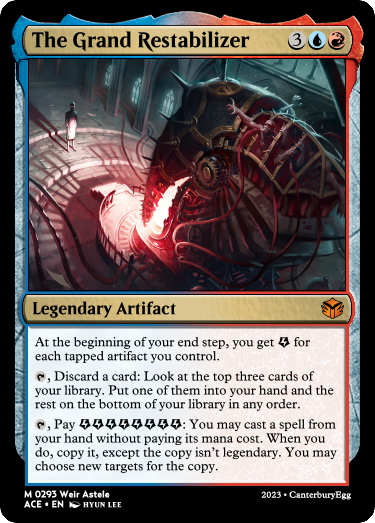 The Grand Restabilizer 3
Legendary Artifact
At the beginning of your end step, you get for
each tapped artifact you control.
, Discard a card: Look at the top three cards of
your library. Put one of them into your hand and the
rest on the bottom of your library in any order.
, Pay : You may cast a spell from
your hand without paying its mana cost. When you
do, copy it, except the copy isn't legendary. You may
choose new targets for the copy.
M 0293 Weir Astele
ACE • EN HYUN LEE
2023 • CanterburyEgg